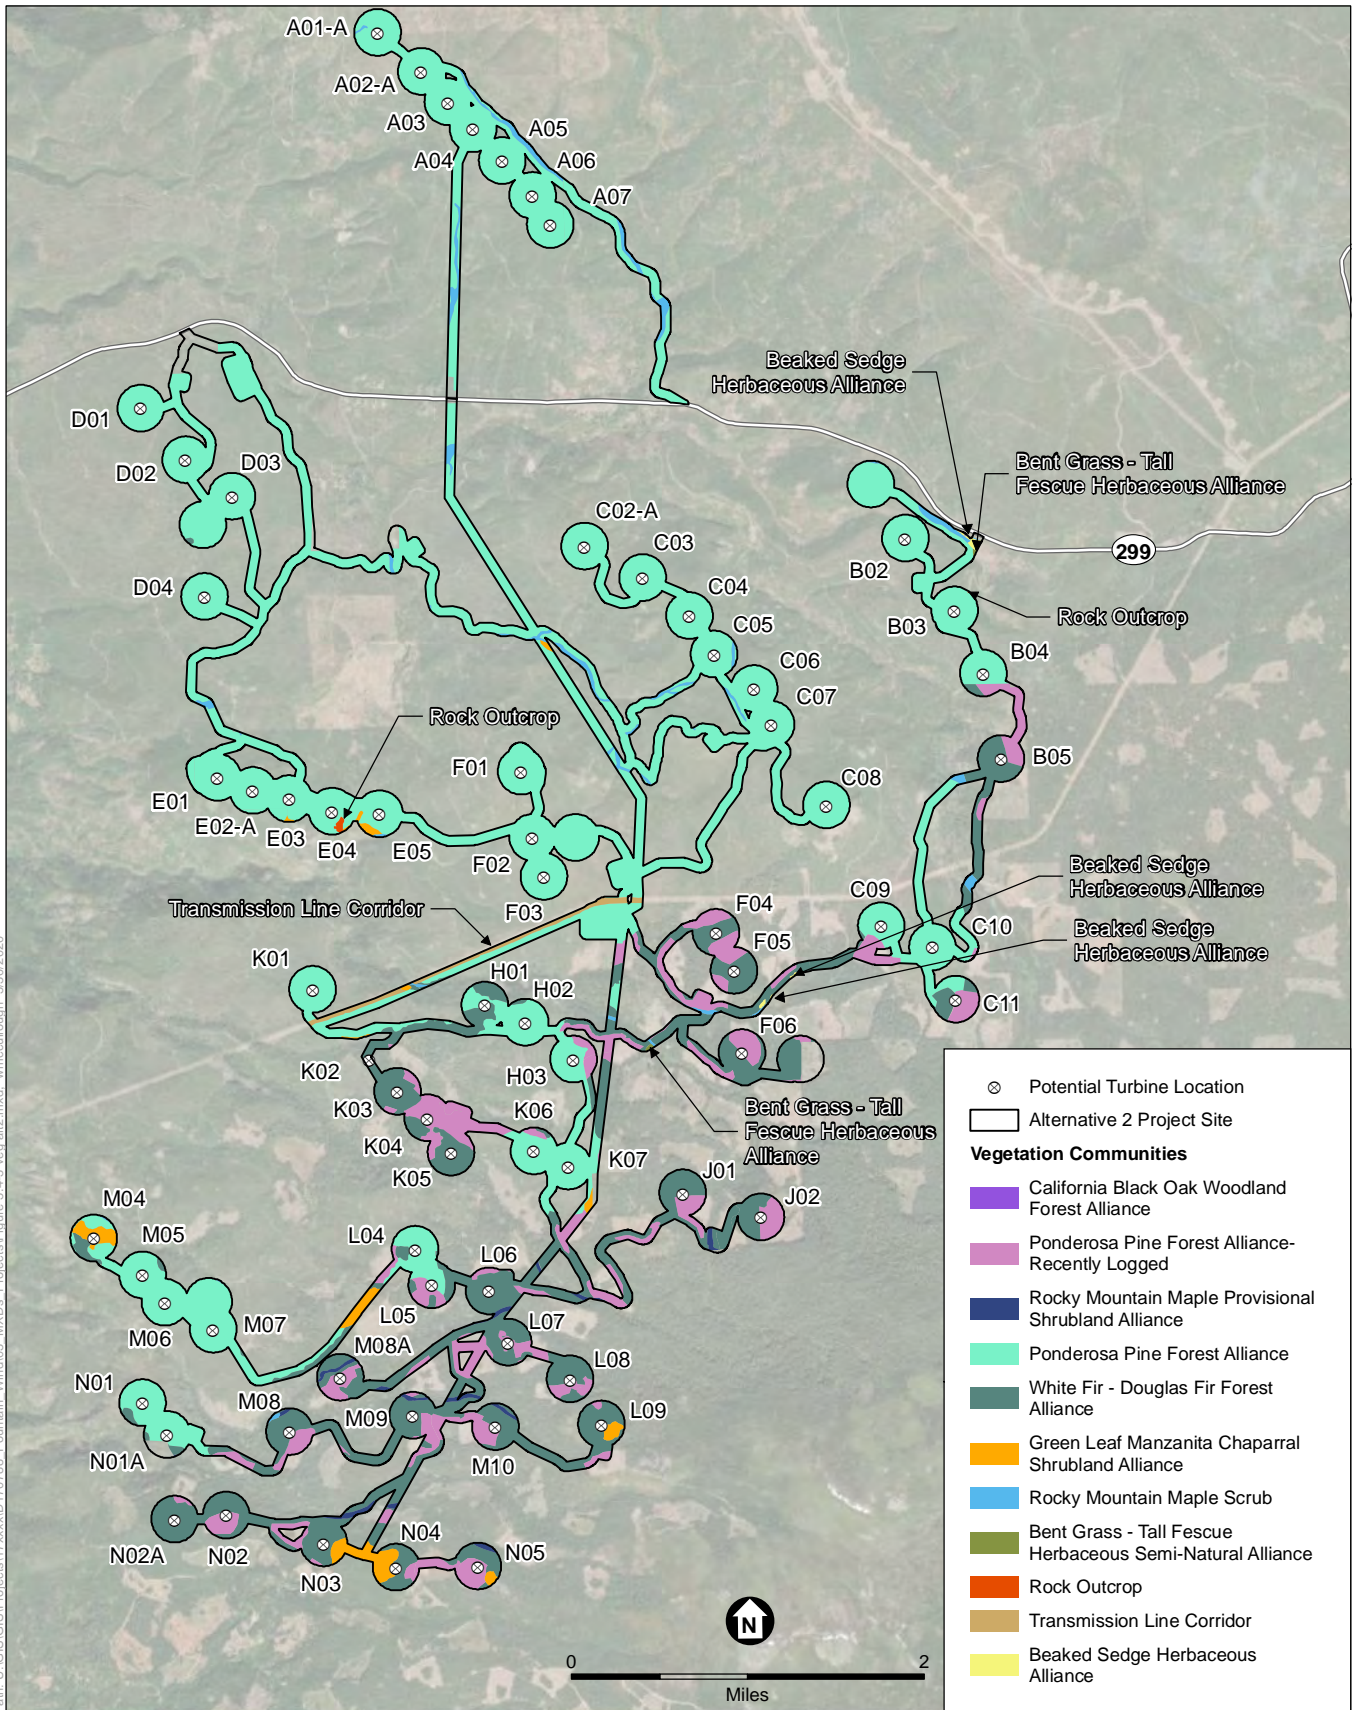 A01-A
A02-A
A03
A04
A05
A06
A07
Beaked Sedge
Herbaceous Alliance
D01
D02
D03
Bent Grass - Tall
Fescue Herbaceous Alliance
C02-A
C03
299
B02
D04
C04
B03
Rock Outcrop
C05
B04
C06
C07
Rock Outcrop
B05
F01
C08
E01
E02-A
E03
E04
E05
F02
Beaked Sedge
Herbaceous Alliance
F03
Transmission Line Corridor
F04
C09
C10
F05
Beaked Sedge
Herbaceous Alliance
K01
H01
H02
C11
F06
K02
H03
K03
K06
Bent Grass - Tall
Fescue Herbaceous
Alliance
K04
K05
K07
J01
J02
M04
M05
L04
L06
M06
M07
L05
L07
M08A
L08
N01
M08
M09
L09
N01A
M10
N02A
N02
N03
N04
N05
N
0
2
Miles
Potential Turbine Location
Alternative 2 Project Site
Vegetation Communities
California Black Oak Woodland
Forest Alliance
Ponderosa Pine Forest Alliance-
Recently Logged
Rocky Mountain Maple Provisional
Shrubland Alliance
Ponderosa Pine Forest Alliance
White Fir - Douglas Fir Forest
Alliance
Green Leaf Manzanita Chaparral
Shrubland Alliance
Rocky Mountain Maple Scrub
Bent Grass - Tall Fescue
Herbaceous Semi-Natural Alliance
Rock Outcrop
Transmission Line Corridor
Beaked Sedge Herbaceous
Alliance